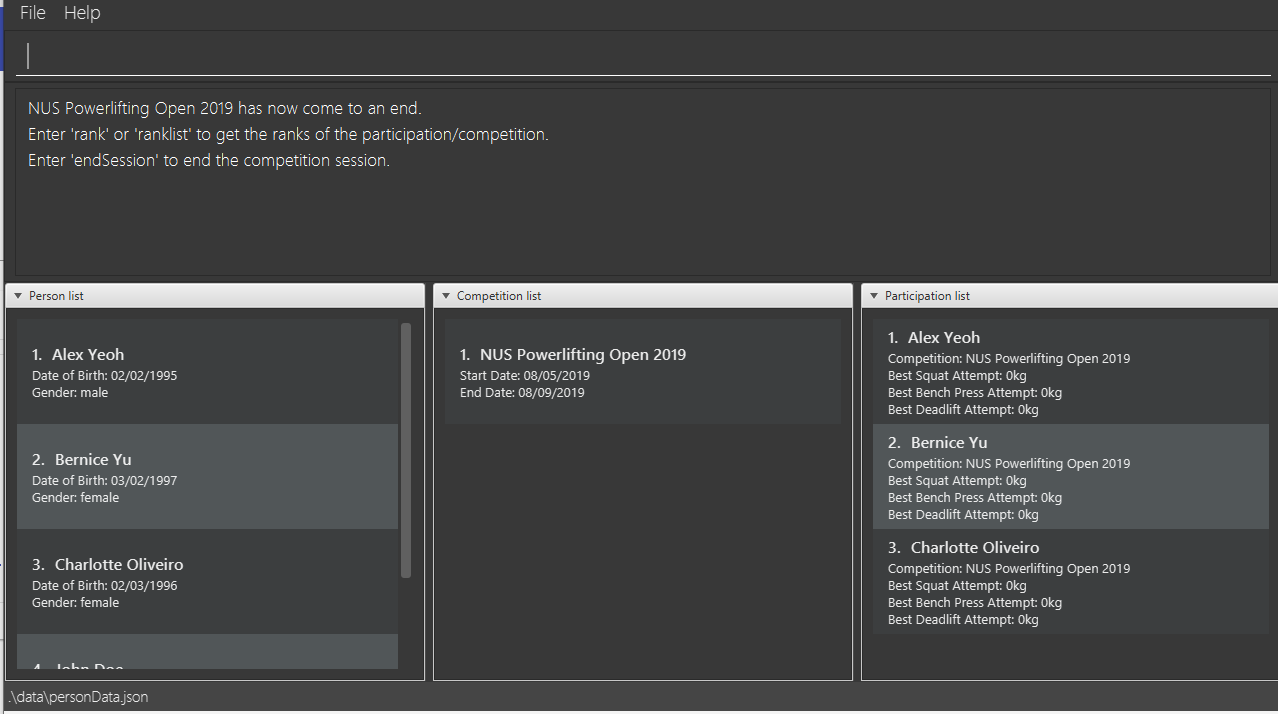 File Help
NUS Powerlifting Open 2019 has now come to an end.
Enter 'rank' or 'ranklist' to get the ranks of the participation/competition.
Enter 'endSession' to end the competition session.
Person list
1. Alex Yeoh
Date of Birth: 02/02/1995
Gender: male
2. Bernice Yu
Date of Birth: 03/02/1997
Gender: female
3. Charlotte Oliveiro
Date of Birth: 02/03/1996
Gender: female
4. John Doe
Competition list
1. NUS Powerlifting Open 2019
Start Date: 08/05/2019
End Date: 08/09/2019
Participation list
1. Alex Yeoh
Competition: NUS Powerlifting Open 2019
Best Squat Attempt: 0kg
Best Bench Press Attempt: 0kg
Best Deadlift Attempt: 0kg
2. Bernice Yu
Competition: NUS Powerlifting Open 2019
Best Squat Attempt: 0kg
Best Bench Press Attempt: 0kg
Best Deadlift Attempt: 0kg
3. Charlotte Oliveiro
Competition: NUS Powerlifting Open 2019
Best Squat Attempt: 0kg
Best Bench Press Attempt: 0kg
Best Deadlift Attempt: 0kg
.\data\personData.json